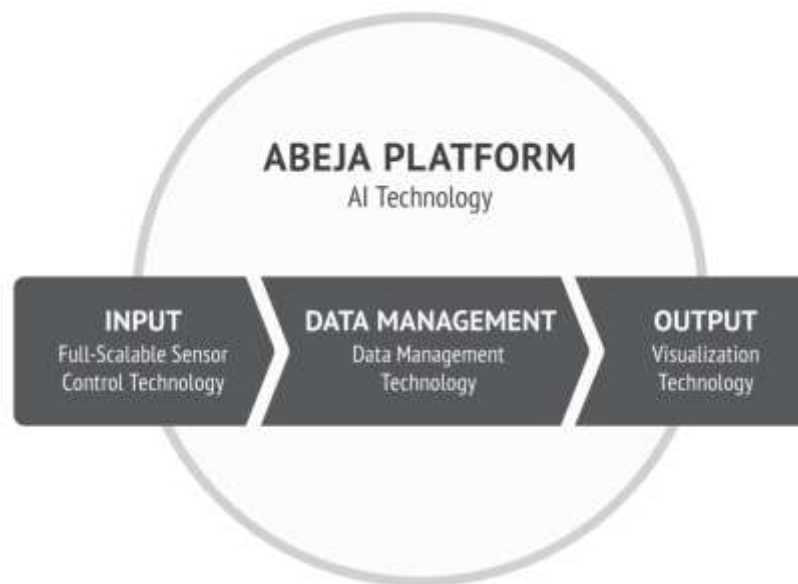 ABEJA PLATFORM
AI Technology
INPUT
Full-Scalable Sensor
Control Technology
DATA MANAGEMENT
Data Management
Technology
OUTPUT
Visualization
Technology